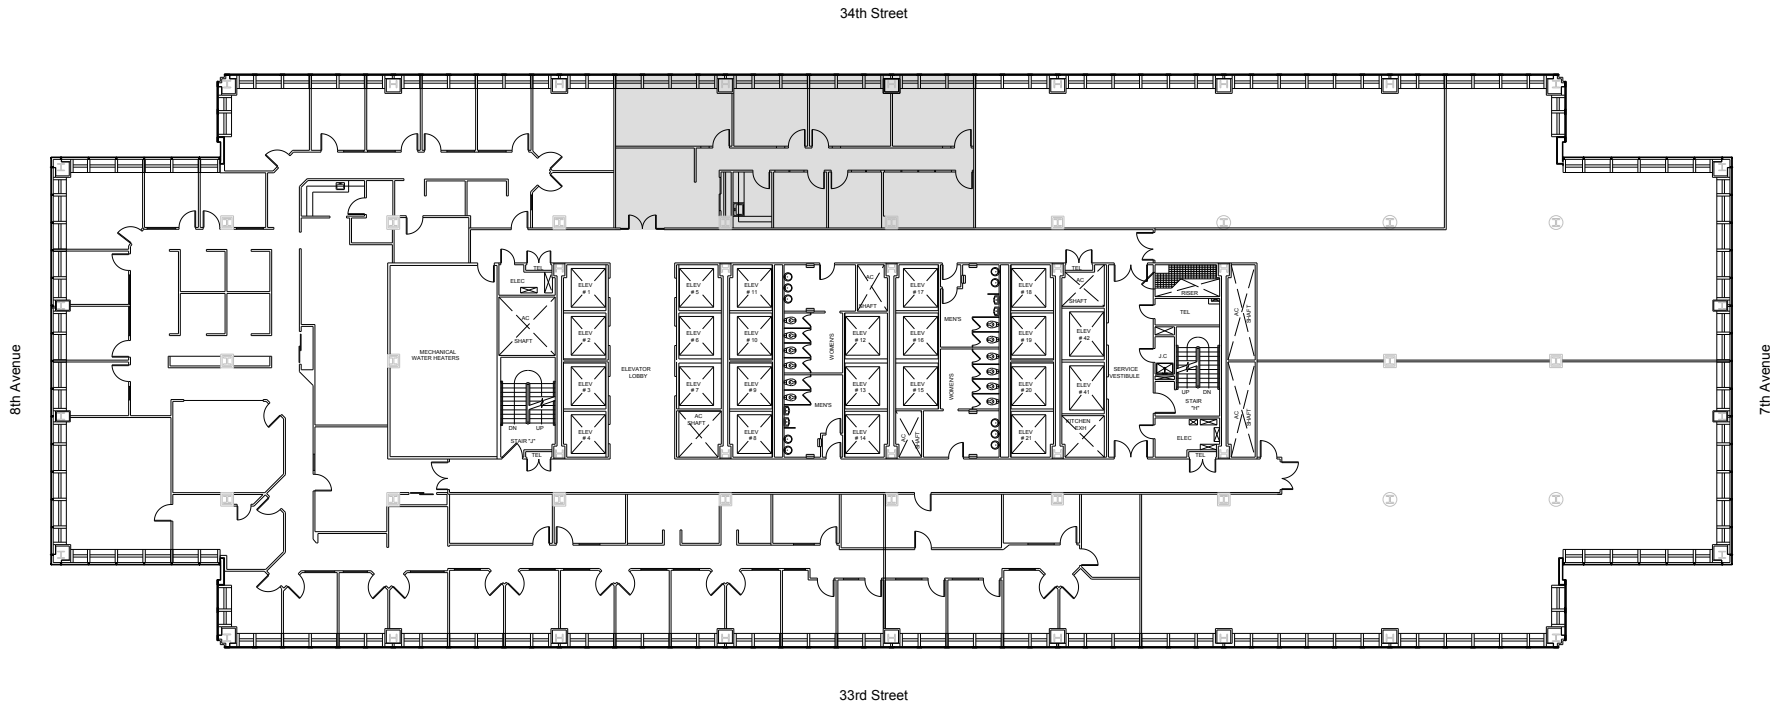 34th Street
8th Avenue
7th Avenue
TEL
ELEC
AC
SHAFT
MECHANICAL
WATER HEATERS
DN UP
STAIR "J"
TEL
ELEV
# 1
ELEV
# 2
ELEV
# 3
ELEV
# 4
ELEVATOR
LOBBY
ELEV
# 5
ELEV
# 6
ELEV
# 7
AC
SHAFT
ELEV
# 11
ELEV
# 10
ELEV
# 9
ELEV
# 8
WOMEN'S
MEN'S
AC
SHAFT
ELEV
# 12
ELEV
# 13
ELEV
# 14
ELEV
# 17
ELEV
# 16
ELEV
# 15
AC
SHAFT
MEN'S
WOMEN'S
ELEV
# 18
ELEV
# 19
ELEV
# 20
ELEV
# 21
TEL
AC
SHAFT
ELEV
# 42
ELEV
# 41
KITCHEN
EXH
SERVICE
VESTIBULE
RISER
TEL
J.C
UP DN
STAIR
"H"
ELEC
TEL
AC
SHAFT
AC
SHAFT
33rd Street